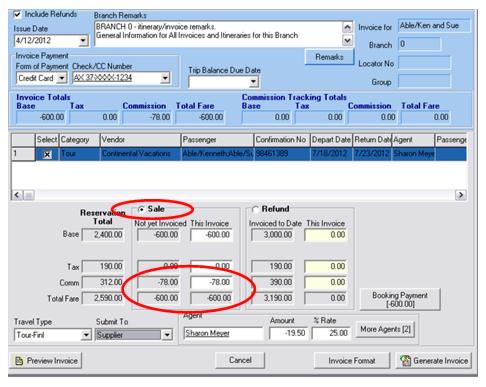 Include Refunds
Branch Remarks
Issue Date
4/12/2012
BRANCH 0 - itinerary/invoice remarks.
General Information for All Invoices and Itineraries for this Branch
Invoice for Able/Ken and Sue
Branch 0
Remarks
Locator No
Group
Invoice Payment
Form of Payment Check/CC Number
Credit Card
Trip Balance Due Date
Invoice Totals
Base Tax Commission Total Fare
-600.00 0.00 -78.00 -600.00
Commission Tracking Totals
Base Tax Commission Total Fare
0.00 0.00 0.00 0.00
Select Category Vendor Passenger Confirmation No Depart Date Return Date Agent Passenge
1 Tour Continental Vacations Able/Kenneth;Able/Su 98461389 7/18/2012 7/23/2012 Sharon Meye
Reservation Total
Sale
Not yet Invoiced This Invoice
Refund
Invoiced to Date This Invoice
Base 2,400.00 -600.00 -600.00 3,000.00 0.00
Tax 190.00 0.00 0.00 190.00 0.00
Comm 312.00 -78.00 -78.00 390.00 0.00
Total Fare 2,590.00 -600.00 -600.00 3,190.00 0.00
Booking Payment
[-600.00]
Travel Type
Tour-Finl
Submit To
Supplier
Agent
Sharon Meyer
Amount
-19.50
% Rate
25.00
More Agents [2]
Preview Invoice
Cancel
Invoice Format
Generate Invoice